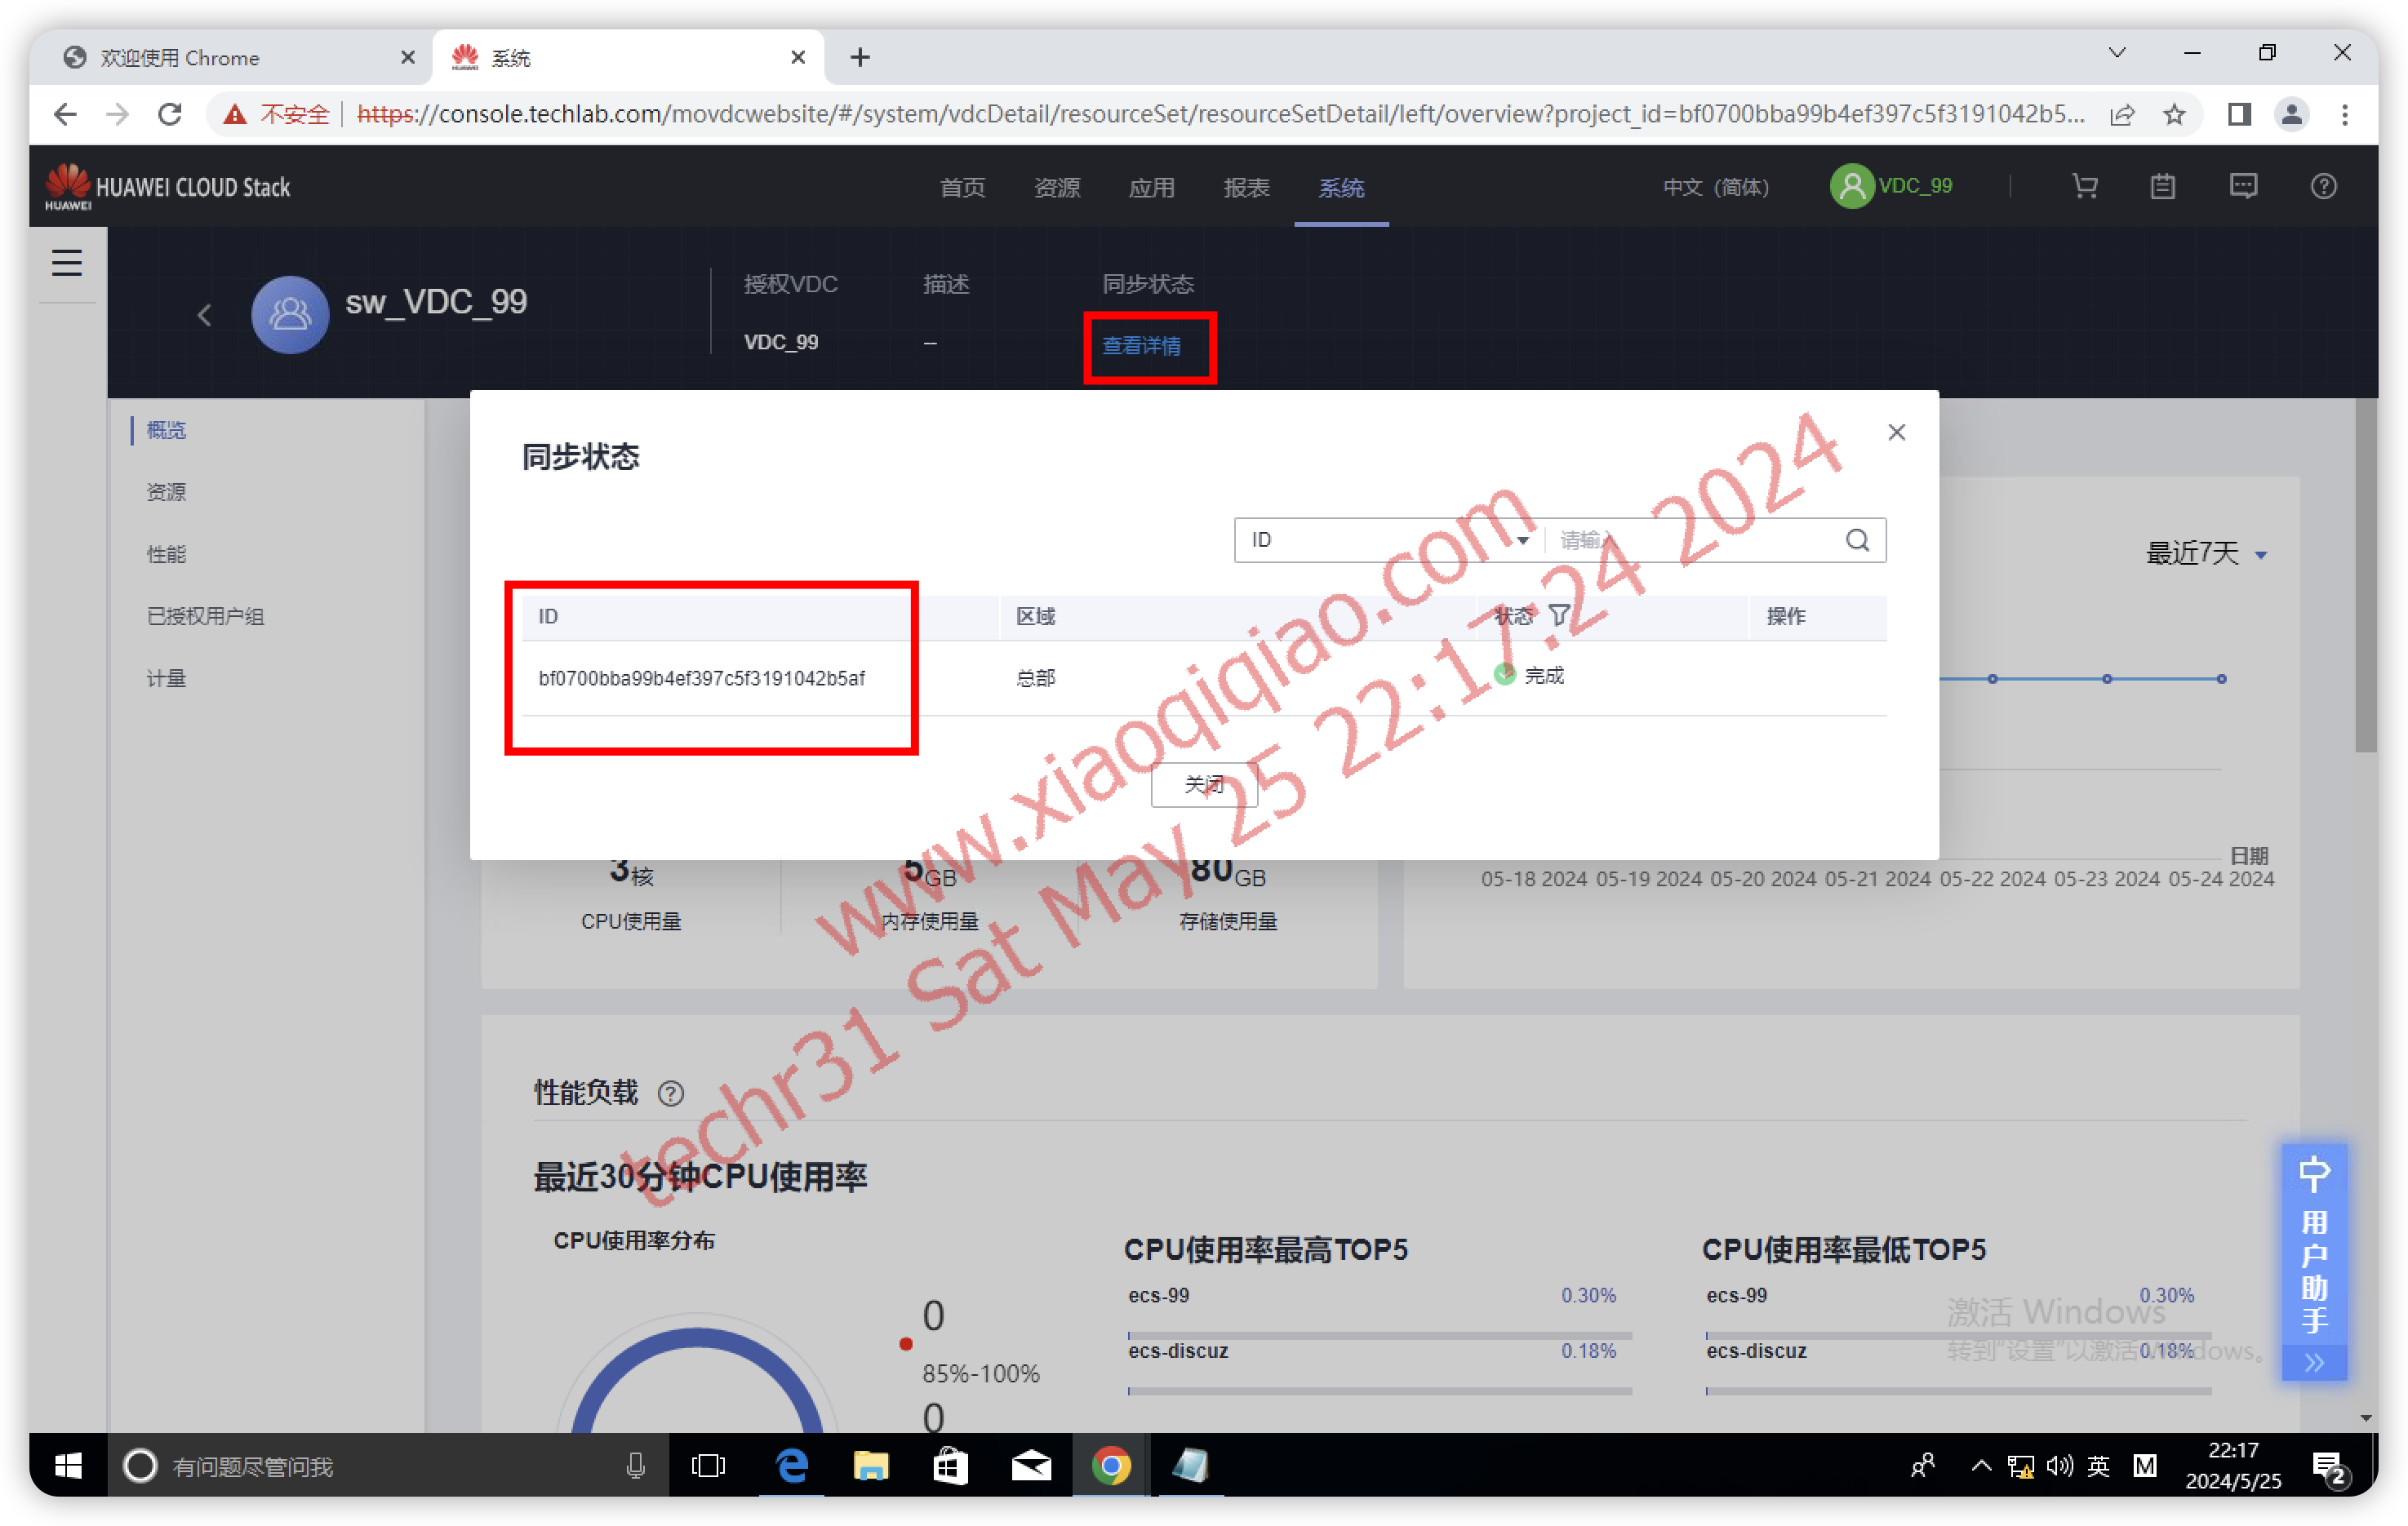 欢迎使用 Chrome
系统
不安全 https://console.techlab.com/movdcwebsite/#/system/vdcDetail/resourceSet/resourceSetDetail/left/overview?project_id=bf0700bba99b4ef397c5f3191042b5...
HUAWEI
HUAWEI CLOUD Stack
首页 资源 应用 报表 系统 中文（简体） VDC_99
sw_VDC_99
授权VDC 描述 同步状态
VDC_99 -- 查看详情
概览
资源
性能
已授权用户组
计量
同步状态
ID 请输入
最近7天
ID 区域 状态 操作
bf0700bba99b4ef397c5f3191042b5af 总部 完成
关闭
www.xiaoqiqiao.com
techr31 Sat May 25 22:17:24 2024
3核 5GB 80GB
CPU使用量 内存使用量 存储使用量
日期
05-18 2024 05-19 2024 05-20 2024 05-21 2024 05-22 2024 05-23 2024 05-24 2024
性能负载
最近30分钟CPU使用率
CPU使用率分布
0
85%-100%
0
CPU使用率最高TOP5
ecs-99 0.30%
ecs-discuz 0.18%
CPU使用率最低TOP5
ecs-99 0.30%
ecs-discuz 0.18%
激活 Windows
转到"设置"以激活 Windows。
用户助手
有问题尽管问我
英 M
22:17
2024/5/25
2